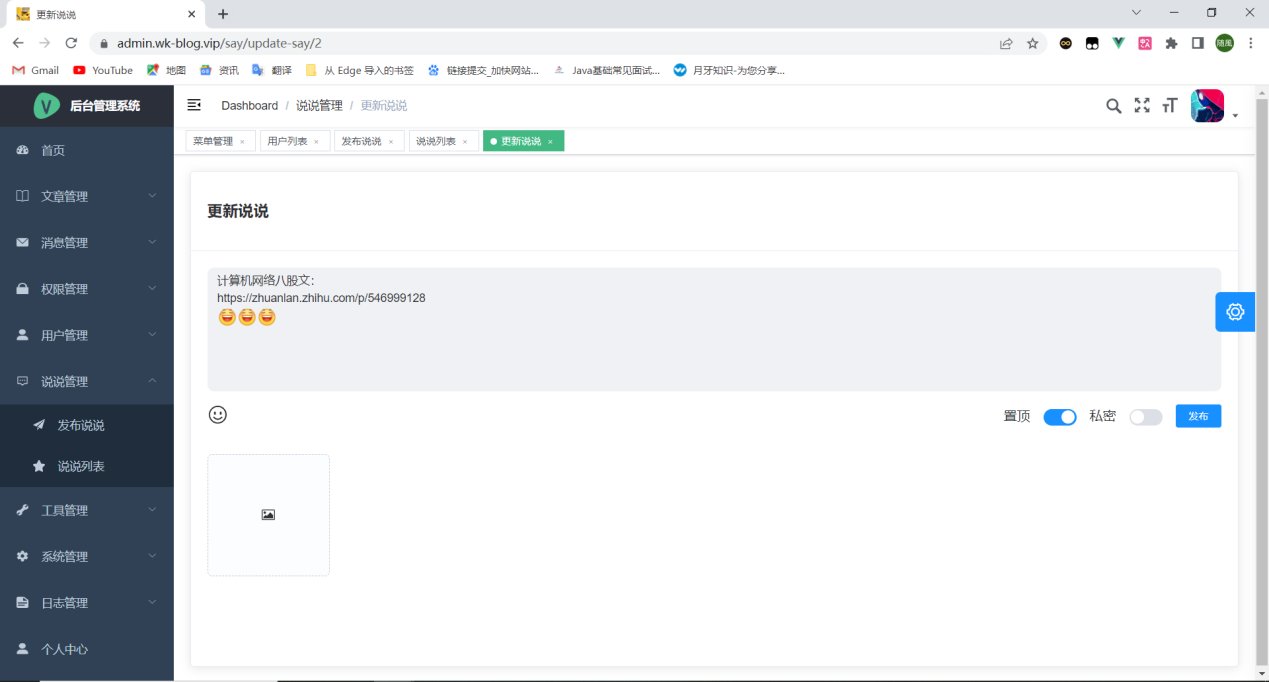 更新说说
admin.wk-blog.vip/say/update-say/2
Gmail
YouTube
地图
资讯
翻译
从 Edge 导入的书签
链接提交_加快网站...
Java基础常见面试...
月牙知识-为您分享...
随風
V 后台管理系统
Dashboard / 说说管理 / 更新说说
菜单管理 ×
用户列表 ×
发布说说 ×
说说列表 ×
更新说说 ×
首页
文章管理
消息管理
权限管理
用户管理
说说管理
发布说说
说说列表
工具管理
系统管理
日志管理
个人中心
更新说说
计算机网络八股文:
https://zhuanlan.zhihu.com/p/546999128
置顶 私密 发布